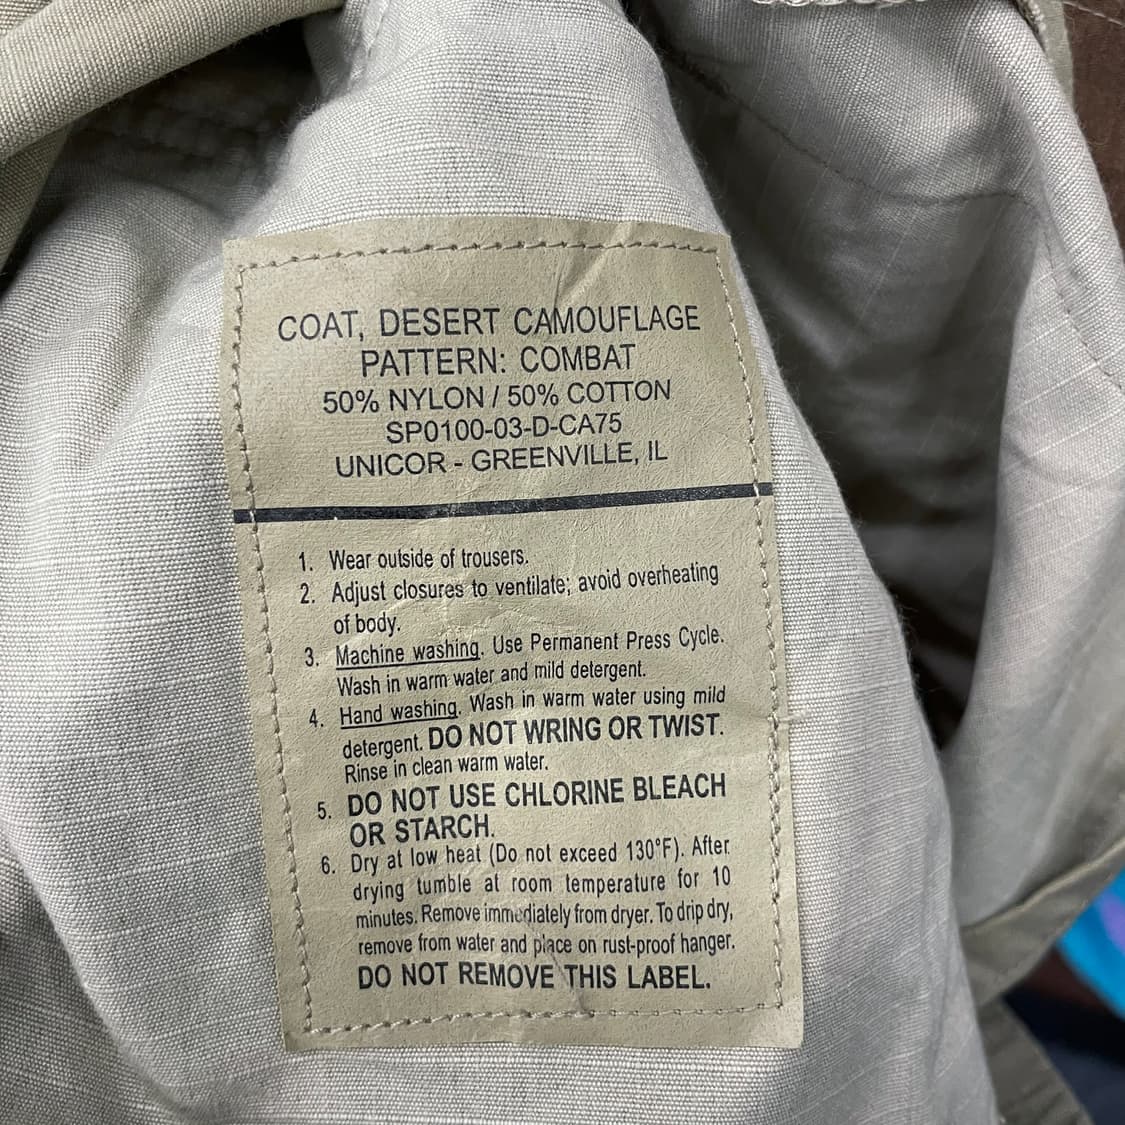 COAT, DESERT CAMOUFLAGE
PATTERN: COMBAT
50% NYLON / 50% COTTON
SP0100-03-D-CA75
UNICOR - GREENVILLE, IL
1. Wear outside of trousers.
2. Adjust closures to ventilate; avoid overheating
of body.
3. Machine washing. Use Permanent Press Cycle.
Wash in warm water and mild detergent.
4. Hand washing. Wash in warm water using mild
detergent. DO NOT WRING OR TWIST.
Rinse in clean warm water.
5. DO NOT USE CHLORINE BLEACH
OR STARCH.
6. Dry at low heat (Do not exceed 130°F). After
drying tumble at room temperature for 10
minutes. Remove immediately from dryer. To drip dry,
remove from water and place on rust-proof hanger.
DO NOT REMOVE THIS LABEL.